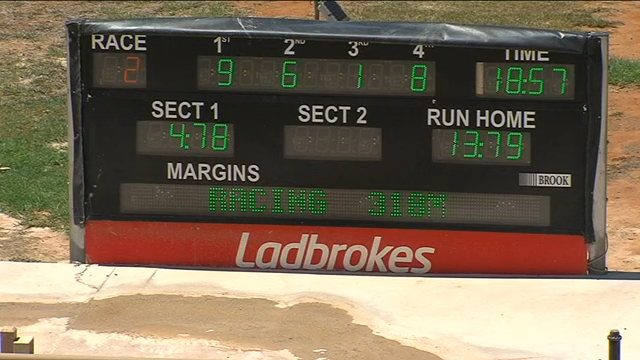 RACE 1ST 2ND 3RD 4TH TIME
2 9 6 1 8 18:57
SECT 1 SECT 2 RUN HOME
4:78 13:79
MARGINS
BROOK
RACING 310M
Ladbrokes